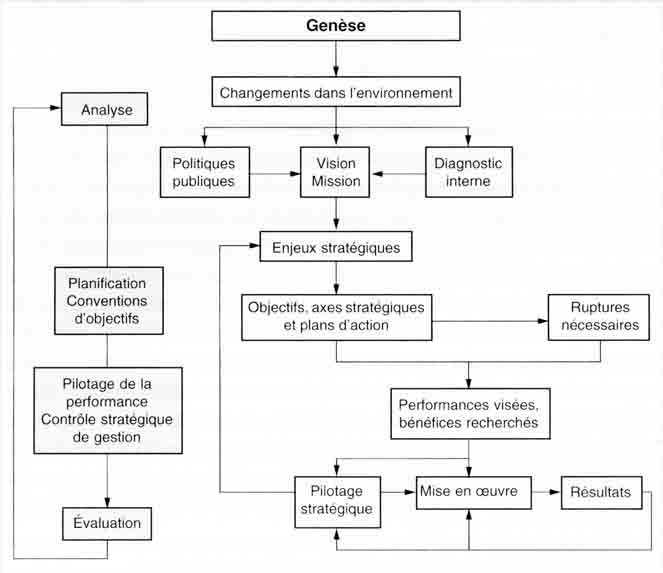 Genèse
Changements dans l'environnement
Analyse
Politiques
publiques
Vision
Mission
Diagnostic
interne
Enjeux stratégiques
Planification
Conventions
d'objectifs
Objectifs, axes stratégiques
et plans d'action
Ruptures
nécessaires
Pilotage de la
performance
Contrôle stratégique
de gestion
Performances visées,
bénéfices recherchés
Pilotage
stratégique
Mise en œuvre
Résultats
Évaluation